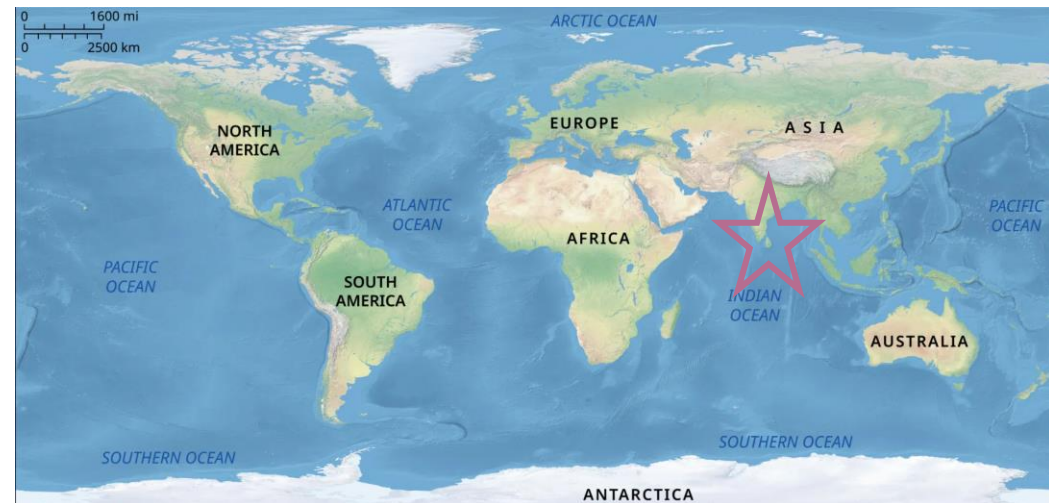 0 1600 mi
0 2500 km
ARCTIC OCEAN
NORTH
AMERICA
EUROPE
ASIA
ATLANTIC
OCEAN
PACIFIC
OCEAN
AFRICA
PACIFIC
OCEAN
SOUTH
AMERICA
INDIAN
OCEAN
AUSTRALIA
SOUTHERN OCEAN
SOUTHERN OCEAN
ANTARCTICA